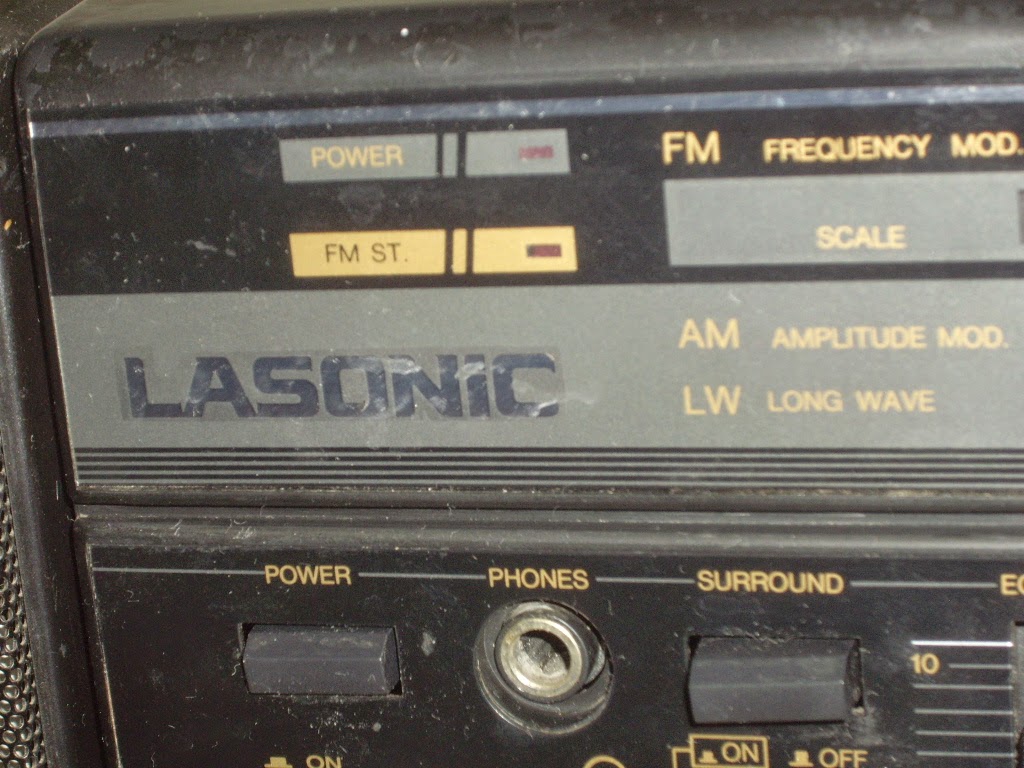 POWER
FM FREQUENCY MOD.
SCALE
FM ST.
AM AMPLITUDE MOD.
LASONIC
LW LONG WAVE
POWER PHONES SURROUND
10
ON
ON OFF